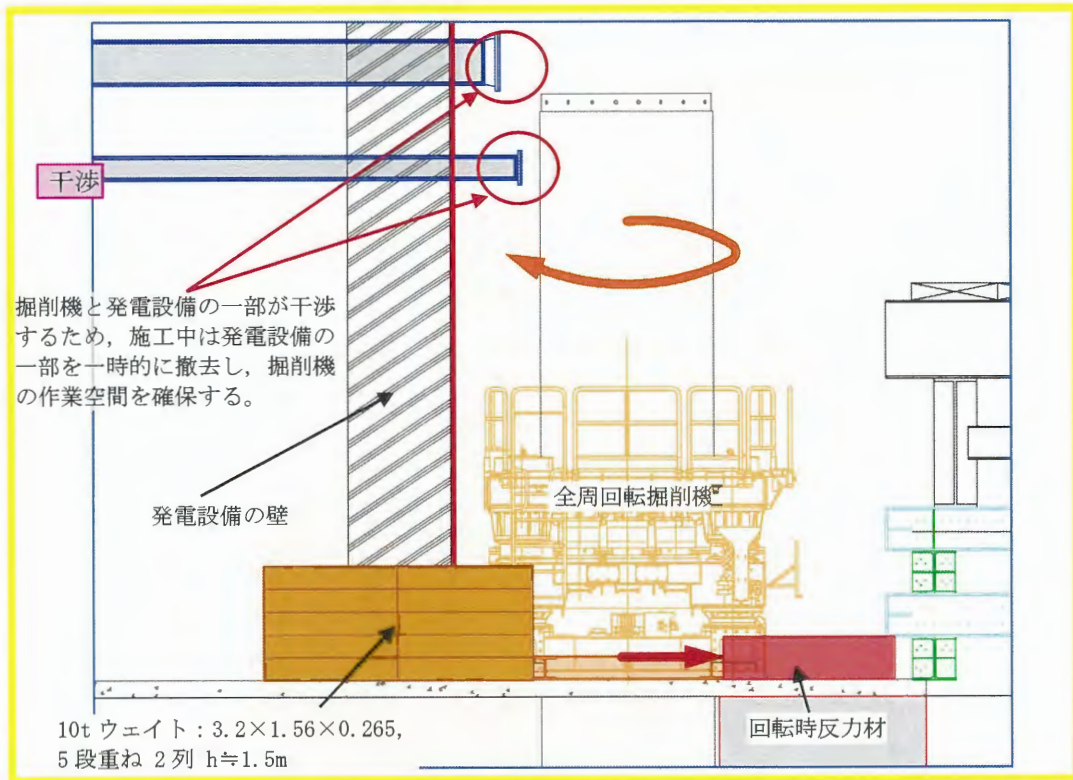 干渉
掘削機と発電設備の一部が干渉
するため，施工中は発電設備の
一部を一時的に撤去し，掘削機
の作業空間を確保する。
発電設備の壁
全周回転掘削機
10t ウェイト：3.2×1.56×0.265,
5 段重ね 2 列 h≒1.5m
回転時反力材